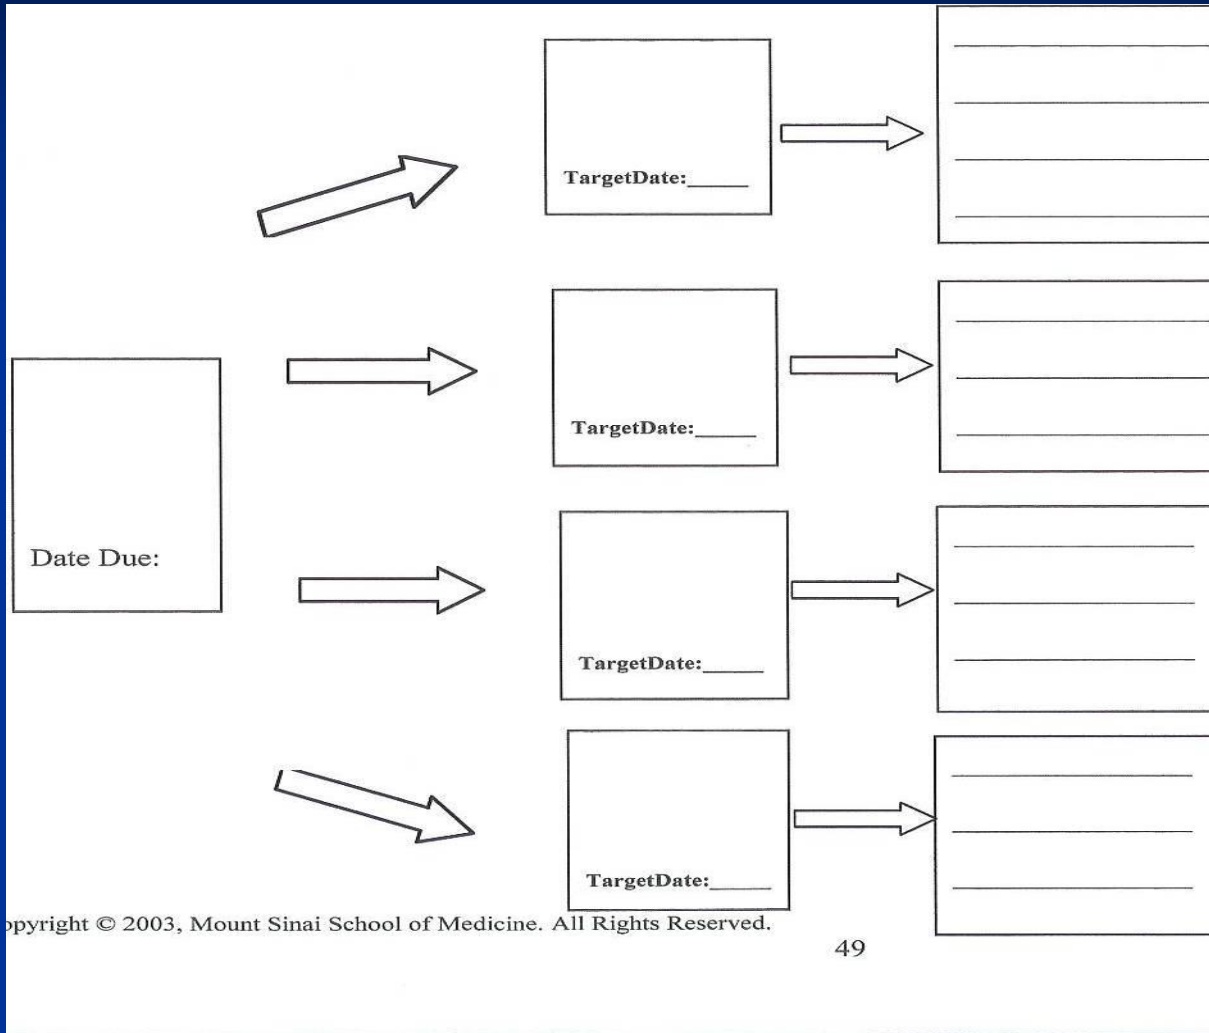 TargetDate:_____
TargetDate:_____
Date Due:
TargetDate:_____
TargetDate:_____
opyright © 2003, Mount Sinai School of Medicine. All Rights Reserved.
49